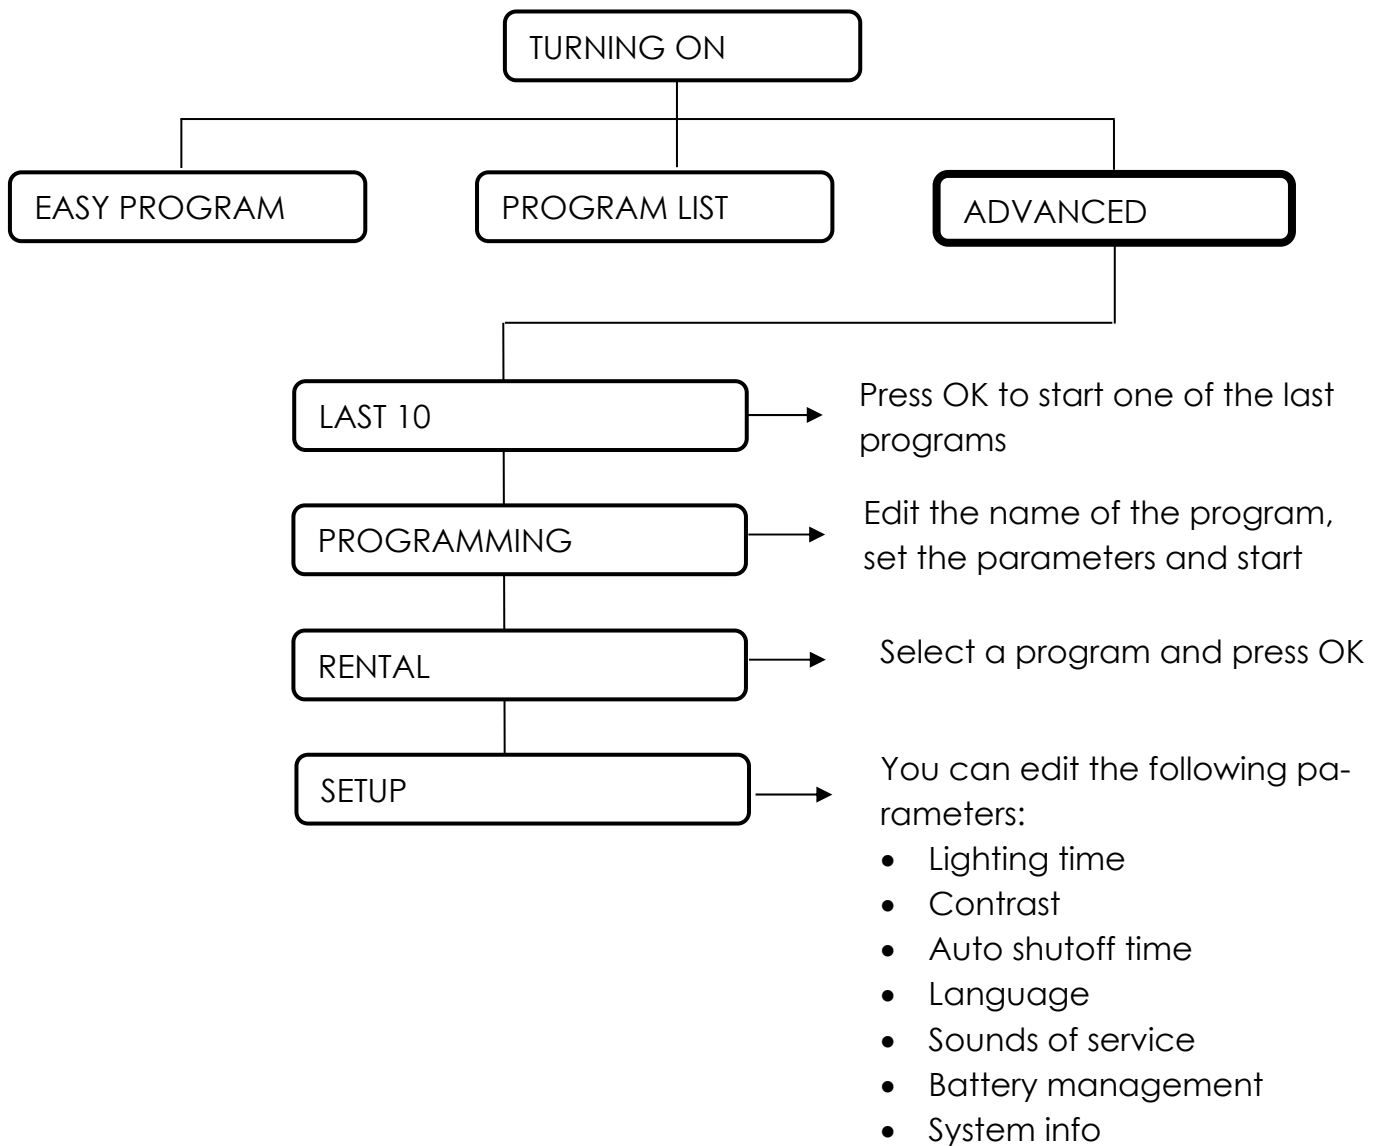 TURNING ON
EASY PROGRAM
PROGRAM LIST
ADVANCED
LAST 10
Press OK to start one of the last
programs
PROGRAMMING
Edit the name of the program,
set the parameters and start
RENTAL
Select a program and press OK
SETUP
You can edit the following pa-
rameters:
• Lighting time
• Contrast
• Auto shutoff time
• Language
• Sounds of service
• Battery management
• System info